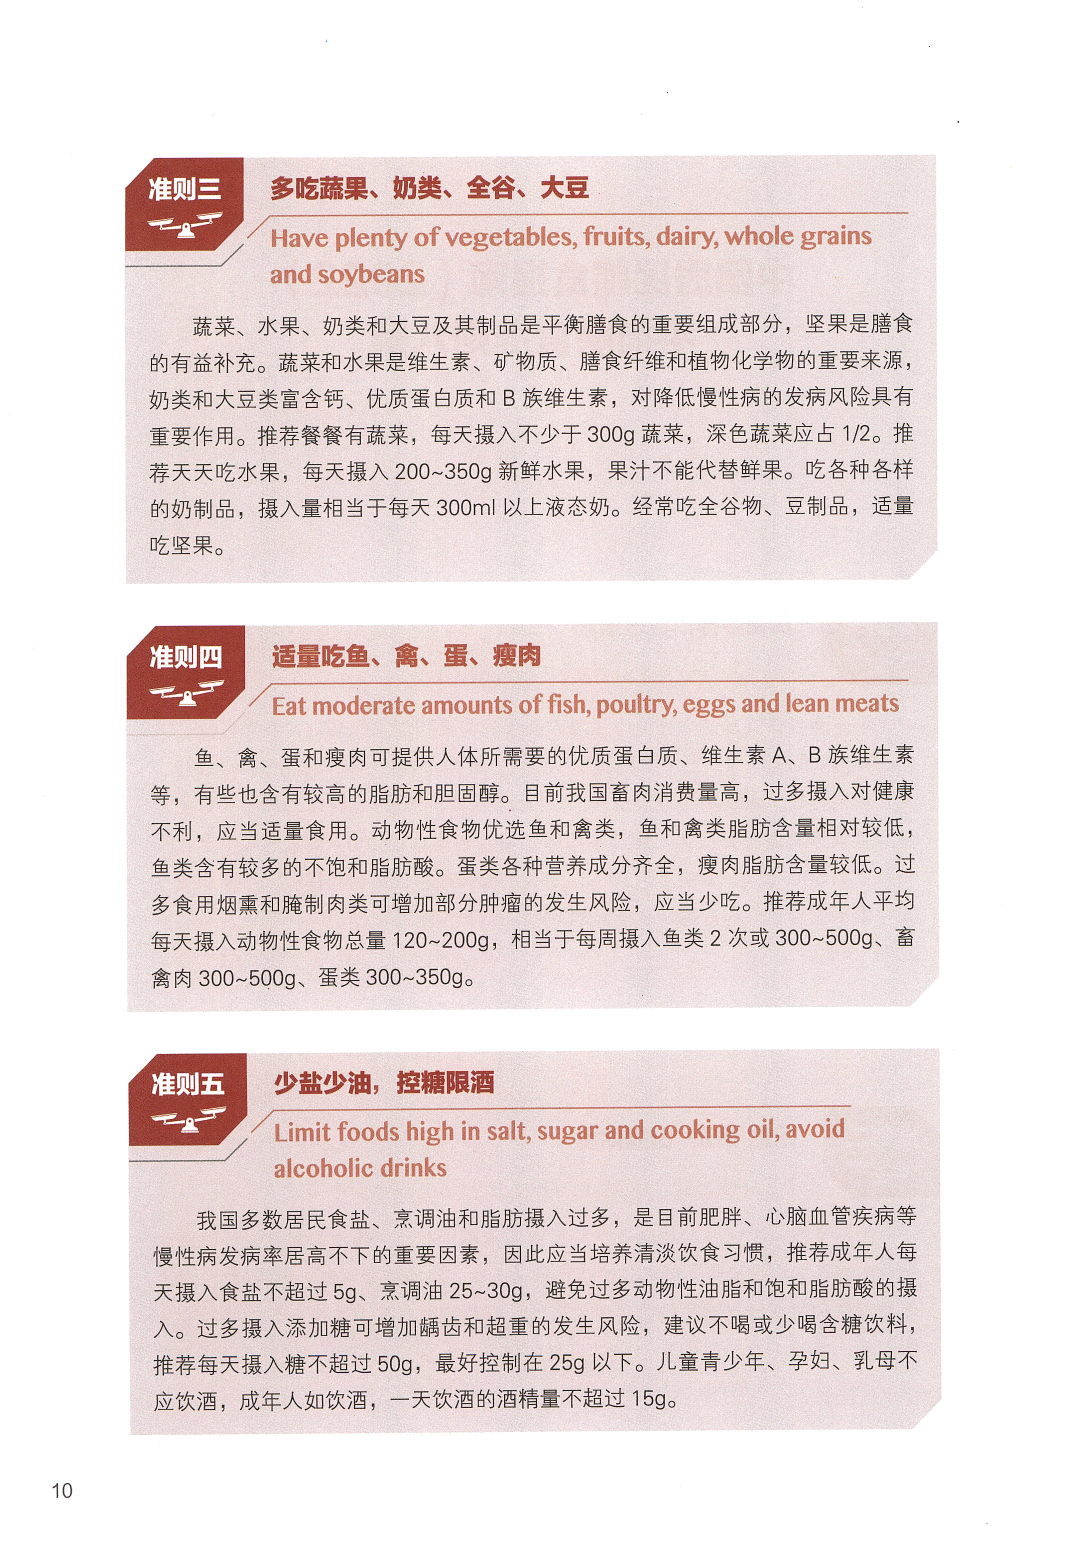 准则三
多吃蔬果、奶类、全谷、大豆
Have plenty of vegetables, fruits, dairy, whole grains
and soybeans
蔬菜、水果、奶类和大豆及其制品是平衡膳食的重要组成部分，坚果是膳食
的有益补充。蔬菜和水果是维生素、矿物质、膳食纤维和植物化学物的重要来源，
奶类和大豆类富含钙、优质蛋白质和 B 族维生素，对降低慢性病的发病风险具有
重要作用。推荐餐餐有蔬菜，每天摄入不少于 300g 蔬菜，深色蔬菜应占 1/2。推
荐天天吃水果，每天摄入 200~350g 新鲜水果，果汁不能代替鲜果。吃各种各样
的奶制品，摄入量相当于每天 300ml 以上液态奶。经常吃全谷物、豆制品，适量
吃坚果。
准则四
适量吃鱼、禽、蛋、瘦肉
Eat moderate amounts of fish, poultry, eggs and lean meats
鱼、禽、蛋和瘦肉可提供人体所需要的优质蛋白质、维生素 A、B 族维生素
等，有些也含有较高的脂肪和胆固醇。目前我国畜肉消费量高，过多摄入对健康
不利，应当适量食用。动物性食物优选鱼和禽类，鱼和禽类脂肪含量相对较低，
鱼类含有较多的不饱和脂肪酸。蛋类各种营养成分齐全，瘦肉脂肪含量较低。过
多食用烟熏和腌制肉类可增加部分肿瘤的发生风险，应当少吃。推荐成年人平均
每天摄入动物性食物总量 120~200g，相当于每周摄入鱼类 2 次或 300~500g、畜
禽肉 300~500g、蛋类 300~350g。
准则五
少盐少油，控糖限酒
Limit foods high in salt, sugar and cooking oil, avoid
alcoholic drinks
我国多数居民食盐、烹调油和脂肪摄入过多，是目前肥胖、心脑血管疾病等
慢性病发病率居高不下的重要因素，因此应当培养清淡饮食习惯，推荐成年人每
天摄入食盐不超过 5g、烹调油 25~30g，避免过多动物性油脂和饱和脂肪酸的摄
入。过多摄入添加糖可增加龋齿和超重的发生风险，建议不喝或少喝含糖饮料，
推荐每天摄入糖不超过 50g，最好控制在 25g 以下。儿童青少年、孕妇、乳母不
应饮酒，成年人如饮酒，一天饮酒的酒精量不超过 15g。
10